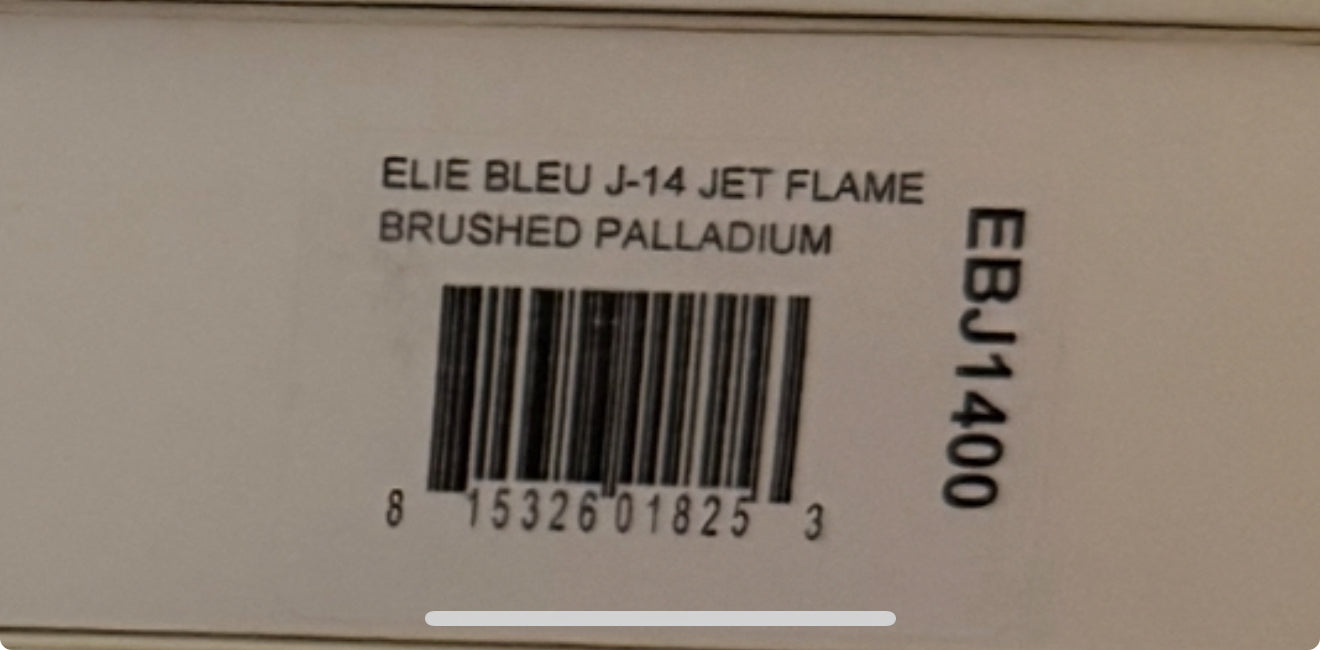 ELIE BLEU J-14 JET FLAME
BRUSHED PALLADIUM
EBJ1400
8 15326 01825 3